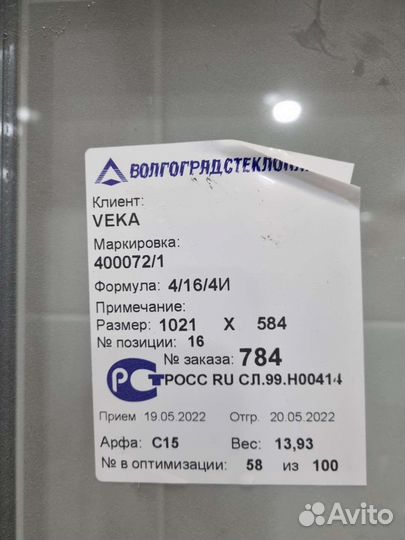 ВОЛГОГРАДСТЕКЛОПА
Клиент:
VEKA
Маркировка:
400072/1
Формула: 4/16/4И
Примечание:
Размер: 1021 X 584
№ позиции: 16
№ заказа: 784
РОСС RU СЛ.99.Н00414
Прием 19.05.2022 Отгр. 20.05.2022
Арфа: C15 Вес: 13,93
№ в оптимизации: 58 из 100
Avito